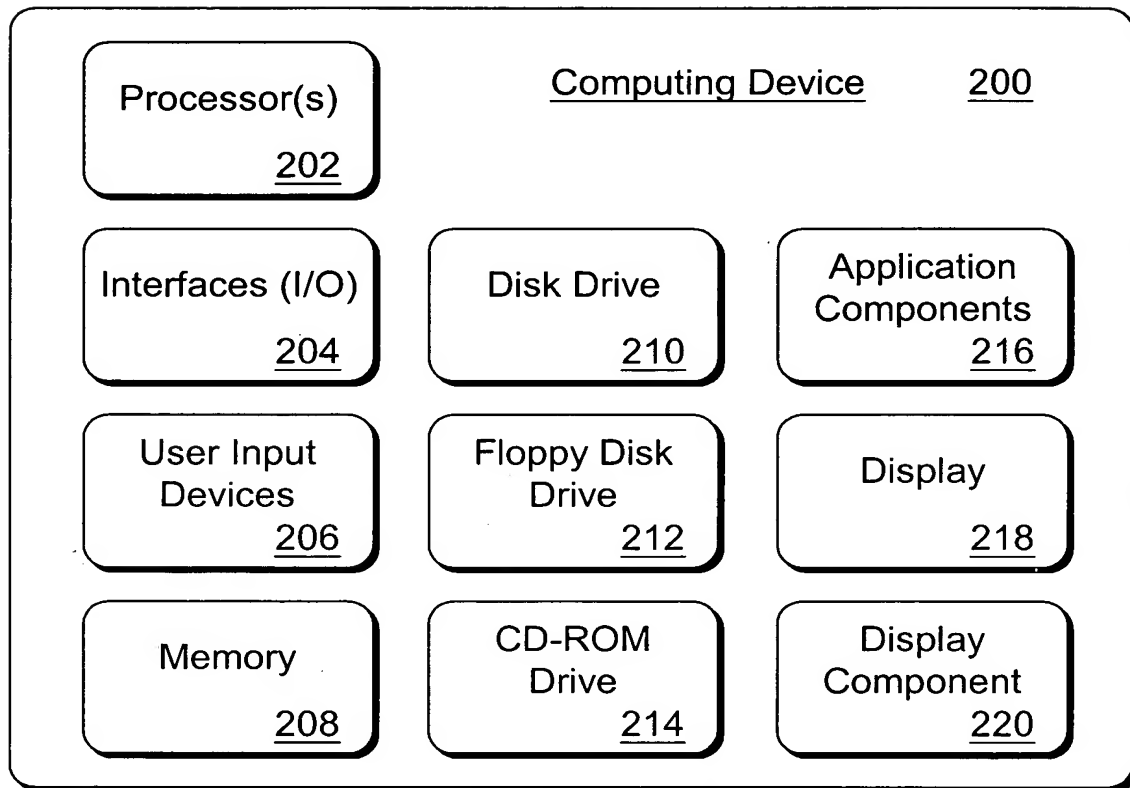 Processor(s)
202
Computing Device 200
Interfaces (I/O)
204
Disk Drive
210
Application
Components
216
User Input
Devices
206
Floppy Disk
Drive
212
Display
218
Memory
208
CD-ROM
Drive
214
Display
Component
220